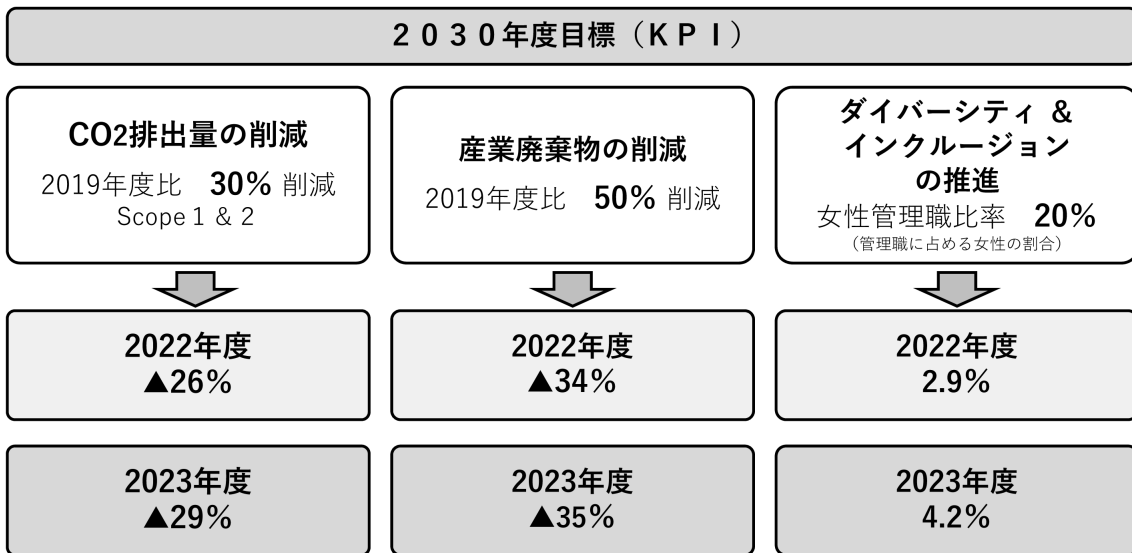 ２０３０年度目標（ＫＰＩ）
CO2排出量の削減
2019年度比 30% 削減
Scope 1 & 2
産業廃棄物の削減
2019年度比 50% 削減
ダイバーシティ ＆
インクルージョン
の推進
女性管理職比率 20%
（管理職に占める女性の割合）
2022年度
▲26%
2022年度
▲34%
2022年度
2.9%
2023年度
▲29%
2023年度
▲35%
2023年度
4.2%